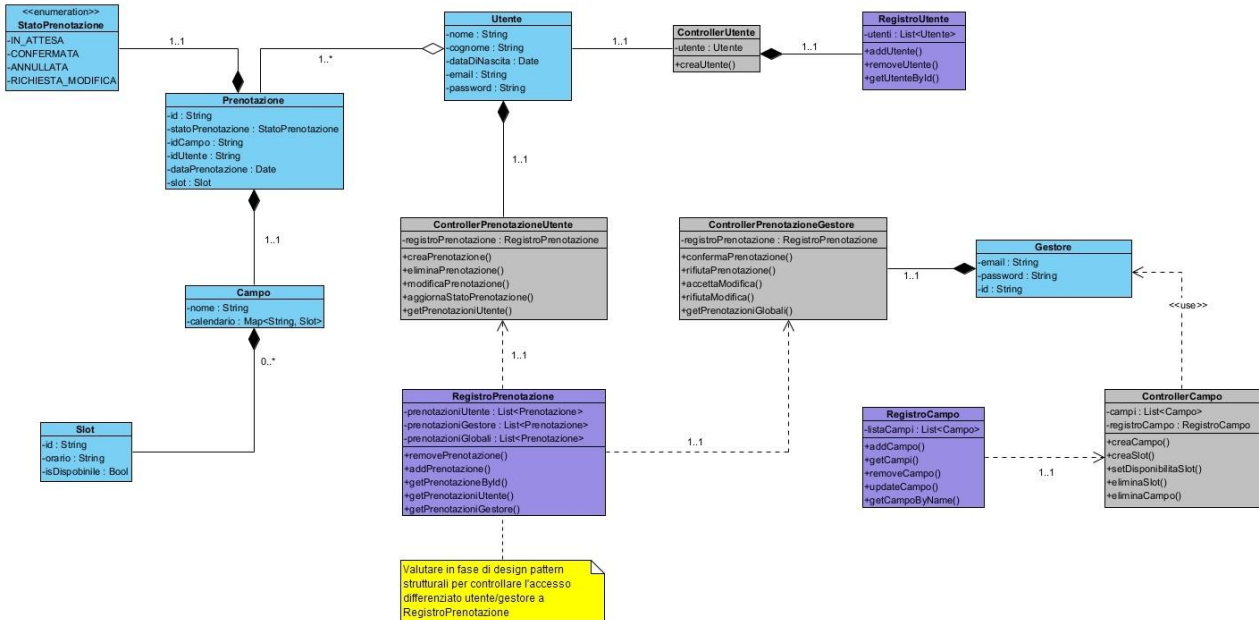 <<enumeration>>
StatoPrenotazione
-IN_ATTESA
-CONFERMATA
-ANNULLATA
-RICHIESTA_MODIFICA
1..1
1..*
Utente
-nome : String
-cognome : String
-dataDiNascita : Date
-email : String
-password : String
1..1
ControllerUtente
-utente : Utente
+creaUtente()
1..1
RegistroUtente
-utenti : List<Utente>
+addUtente()
+removeUtente()
+getUtenteById()
Prenotazione
-id : String
-statoPrenotazione : StatoPrenotazione
-idCampo : String
-idUtente : String
-dataPrenotazione : Date
-slot : Slot
1..1
1..1
ControllerPrenotazioneUtente
-registroPrenotazione : RegistroPrenotazione
+creaPrenotazione()
+eliminaPrenotazione()
+modificaPrenotazione()
+aggiornaStatoPrenotazione()
+getPrenotazioniUtente()
ControllerPrenotazioneGestore
-registroPrenotazione : RegistroPrenotazione
+confermaPrenotazione()
+rifiutaPrenotazione()
+accettaModifica()
+rifiutaModifica()
+getPrenotazioniGlobali()
1..1
Gestore
-email : String
-password : String
-id : String
<<use>>
Campo
-nome : String
-calendario : Map<String, Slot>
0..*
1..1
Slot
-id : String
-orario : String
-isDispobinile : Bool
RegistroPrenotazione
-prenotazioniUtente : List<Prenotazione>
-prenotazioniGestore : List<Prenotazione>
-prenotazioniGlobali : List<Prenotazione>
+removePrenotazione()
+addPrenotazione()
+getPrenotazioneById()
+getPrenotazioniUtente()
+getPrenotazioniGestore()
1..1
RegistroCampo
-listaCampi : List<Campo>
+addCampo()
+getCampi()
+removeCampo()
+updateCampo()
+getCampoByName()
1..1
ControllerCampo
-campi : List<Campo>
-registroCampo : RegistroCampo
+creaCampo()
+creaSlot()
+setDisponibilitaSlot()
+eliminaSlot()
+eliminaCampo()
Valutare in fase di design pattern
strutturali per controllare l'accesso
differenziato utente/gestore a
RegistroPrenotazione